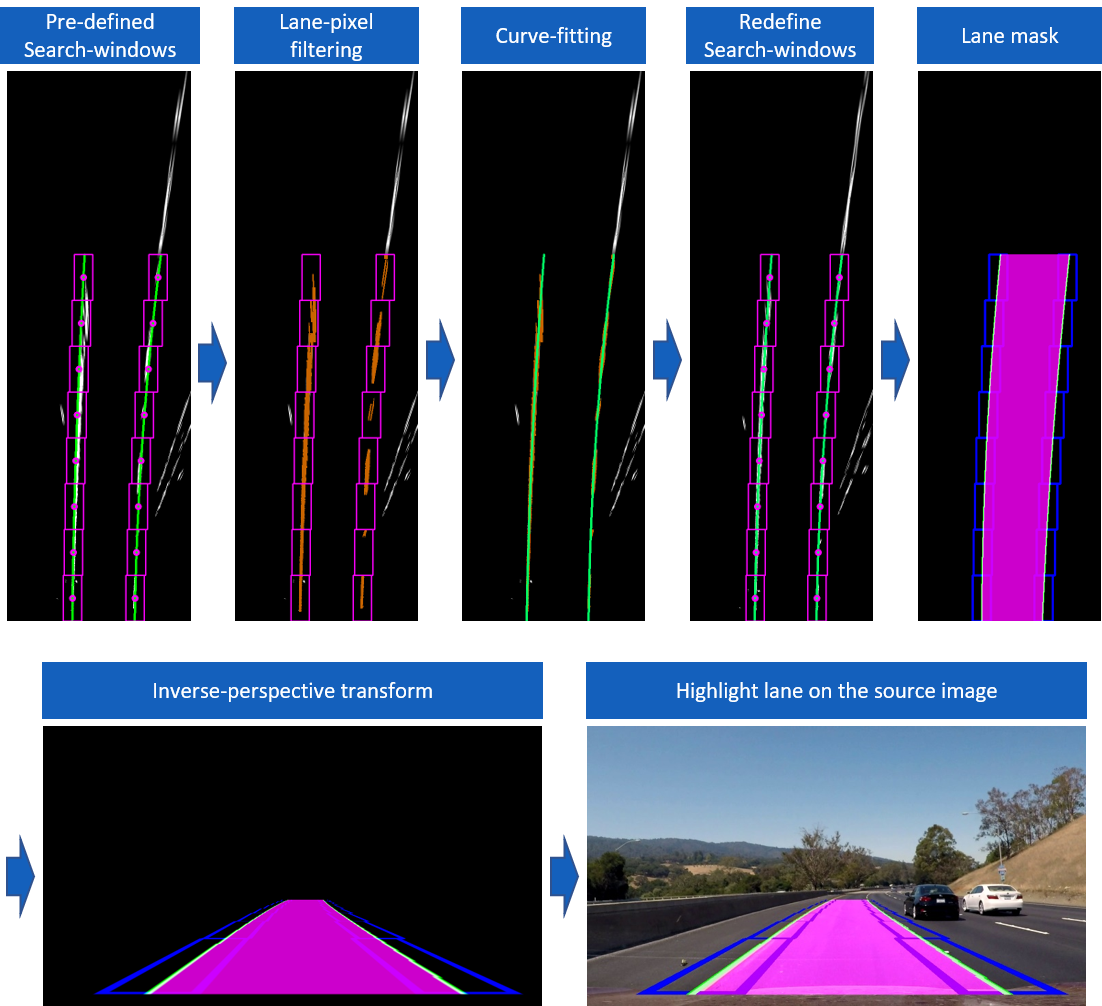 Pre-defined
Search-windows
Lane-pixel
filtering
Curve-fitting
Redefine
Search-windows
Lane mask
Inverse-perspective transform
Highlight lane on the source image